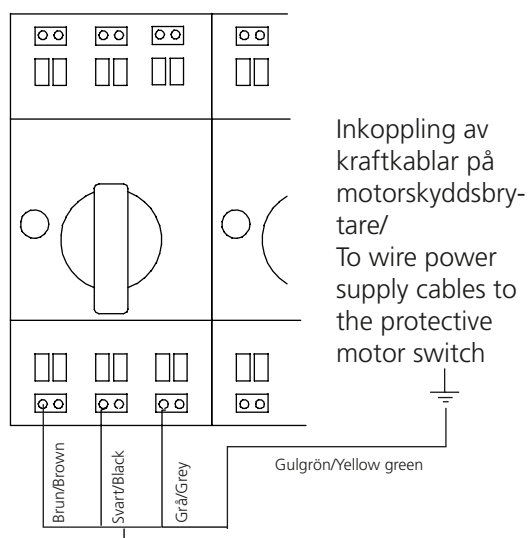 Inkoppling av
kraftkablar på
motorskyddsbry-
tare/
To wire power
supply cables to
the protective
motor switch
Brun/Brown
Svart/Black
Grå/Grey
Gulgrön/Yellow green